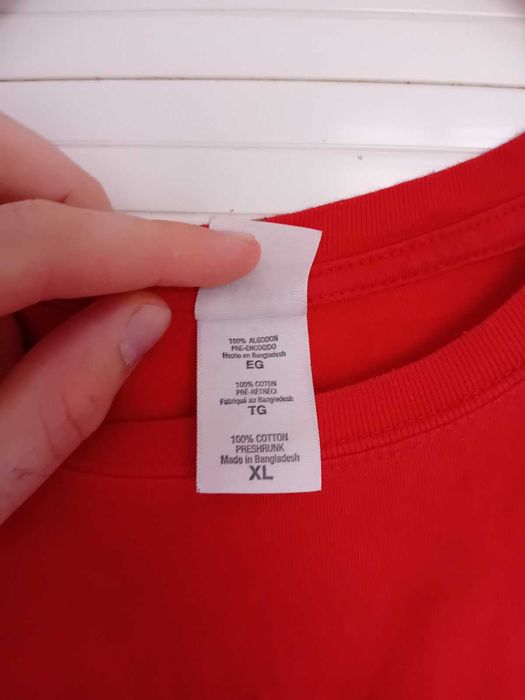 100% ALGODON
PRE-ENCOGIDO
Hecho en Bangladesh
EG
100% COTON
PRÉ-RÉTRÉCI
Fabriqué au Bangladesh
TG
100% COTTON
PRESHRUNK
Made in Bangladesh
XL